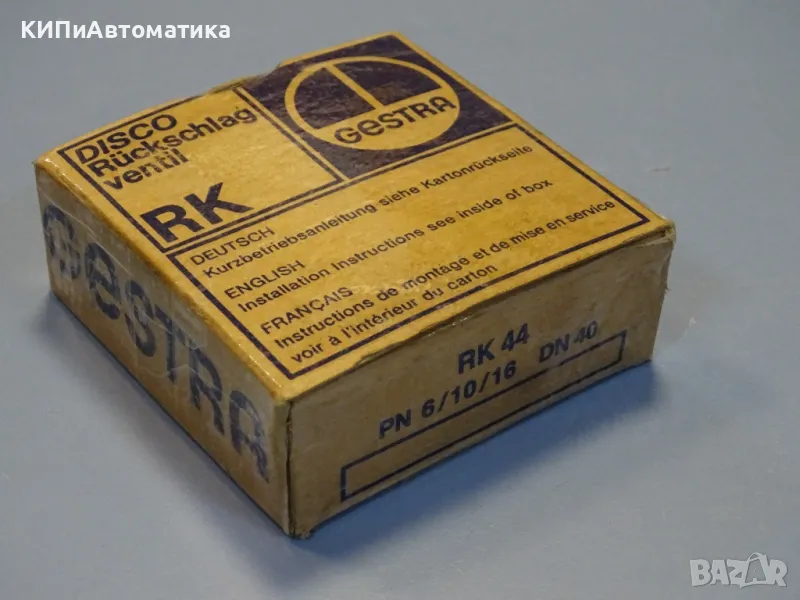 КИПиАвтоматика
DISCO
Rückschlag
ventil
RK
GESTRA
DEUTSCH
Kurzbetriebsanleitung siehe Kartonrückseite
ENGLISH
Installation Instructions see inside of box
FRANÇAIS
Instructions de montage et de mise en service
voir à l'intérieur du carton
GESTRA
RK 44
PN 6/10/16 DN 40
BAZAR